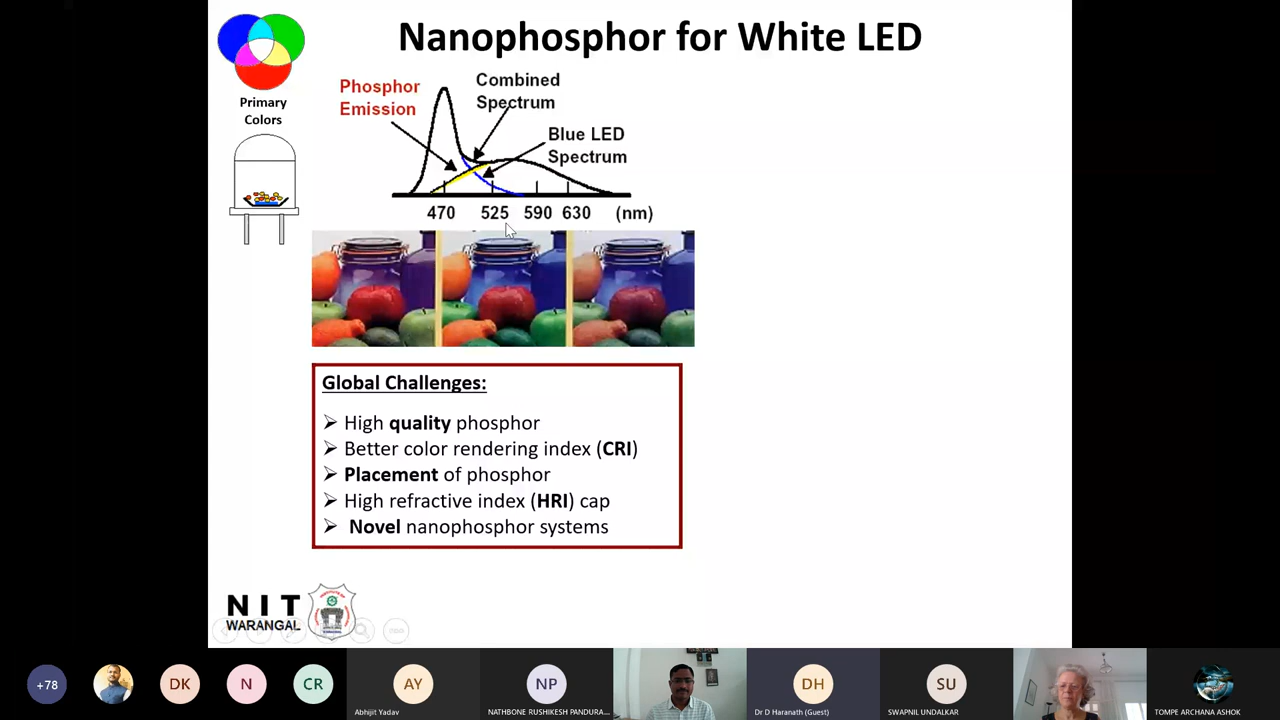 Nanophosphor for White LED
Primary
Colors
Phosphor
Emission
Combined
Spectrum
Blue LED
Spectrum
470 525 590 630 (nm)
Global Challenges:
High quality phosphor
Better color rendering index (CRI)
Placement of phosphor
High refractive index (HRI) cap
Novel nanophosphor systems
NIT
WARANGAL
+78
DK
N
CR
AY
Abhijit Yadav
NP
NATHBONE RUSHIKESH PANDURA...
DH
Dr D Haranath (Guest)
SU
SWAPNIL UNDALKAR
TOMPE ARCHANA ASHOK